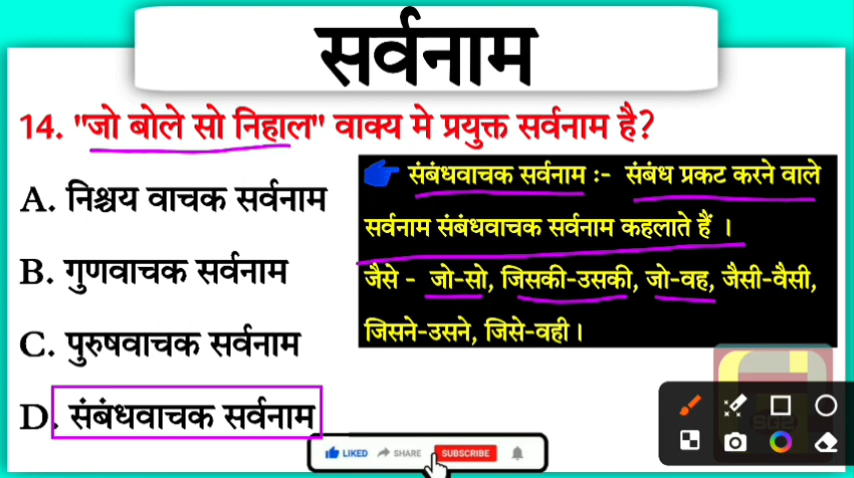 सर्वनाम
14. "जो बोले सो निहाल" वाक्य मे प्रयुक्त सर्वनाम है?
A. निश्चय वाचक सर्वनाम
B. गुणवाचक सर्वनाम
C. पुरुषवाचक सर्वनाम
D. संबंधवाचक सर्वनाम
संबंधवाचक सर्वनाम :- संबंध प्रकट करने वाले
सर्वनाम संबंधवाचक सर्वनाम कहलाते हैं ।
जैसे - जो-सो, जिसकी-उसकी, जो-वह, जैसी-वैसी,
जिसने-उसने, जिसे-वही ।
LIKED SHARE SUBSCRIBE